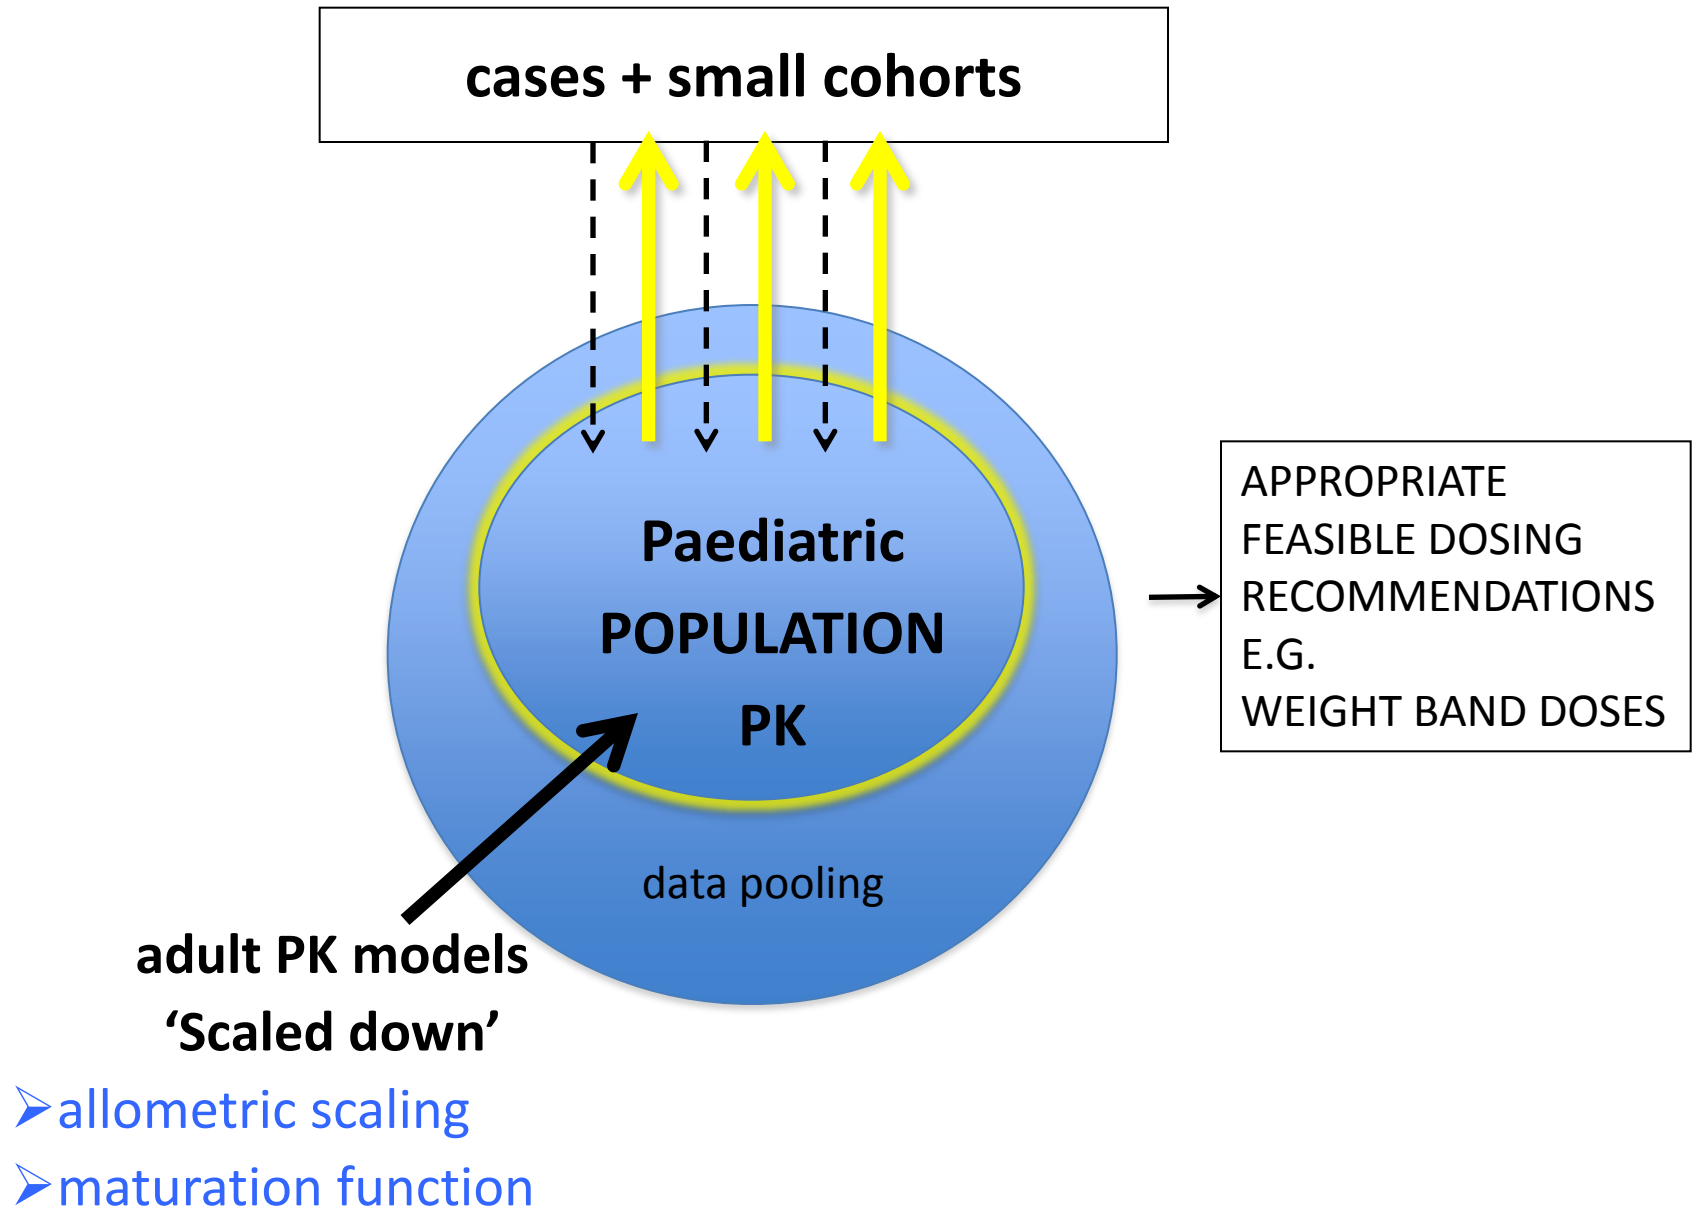 cases + small cohorts
Paediatric
POPULATION
PK
APPROPRIATE
FEASIBLE DOSING
RECOMMENDATIONS
E.G.
WEIGHT BAND DOSES
data pooling
adult PK models
‘Scaled down’
allometric scaling
maturation function